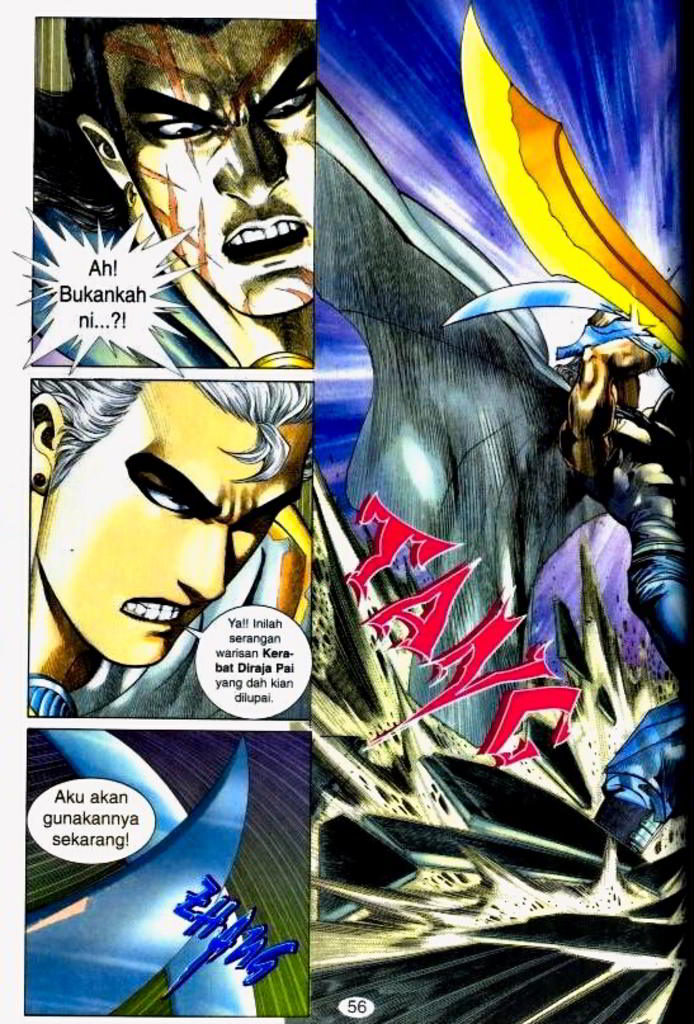 Ah!
Bukankah
ni...?!
Ya!! Inilah
serangan
warisan Kera-
bat Diraja Pai
yang dah kian
dilupai.
Aku akan
gunakannya
sekarang!
ZHANG
TANG
56